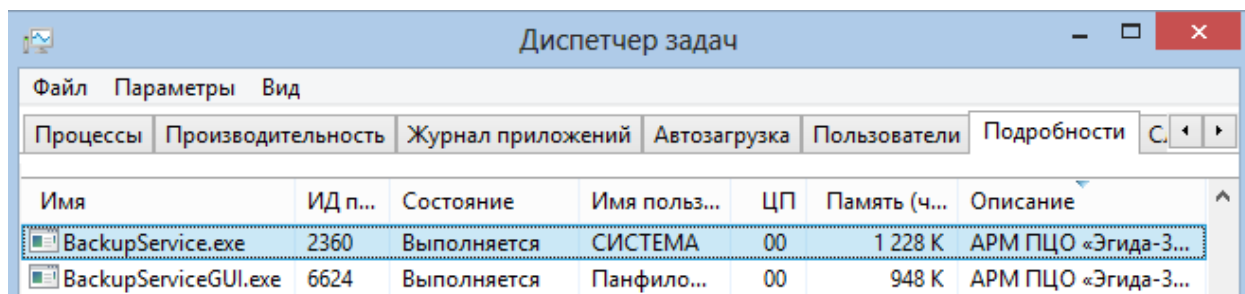 Диспетчер задач
Файл Параметры Вид
Процессы Производительность Журнал приложений Автозагрузка Пользователи Подробности
Имя ИД п... Состояние Имя польз... ЦП Память (ч... Описание
BackupService.exe 2360 Выполняется СИСТЕМА 00 1 228 K АРМ ПЦО «Эгида-3...
BackupServiceGUI.exe 6624 Выполняется Панфило... 00 948 K АРМ ПЦО «Эгида-3...